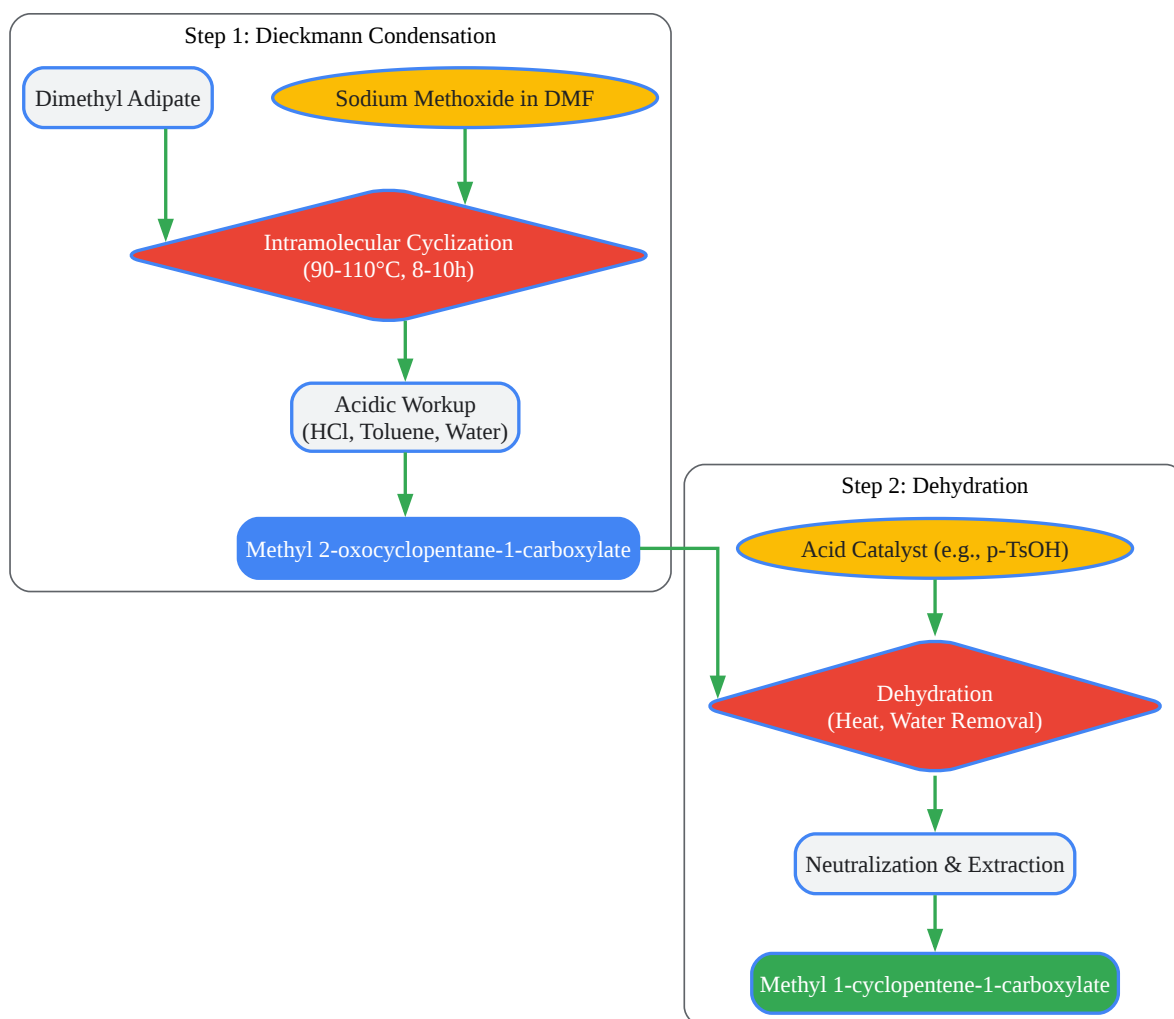 Step 1: Dieckmann Condensation
Dimethyl Adipate
Sodium Methoxide in DMF
Intramolecular Cyclization
(90-110°C, 8-10h)
Acidic Workup
(HCl, Toluene, Water)
Methyl 2-oxocyclopentane-1-carboxylate
Step 2: Dehydration
Acid Catalyst (e.g., p-TsOH)
Dehydration
(Heat, Water Removal)
Neutralization & Extraction
Methyl 1-cyclopentene-1-carboxylate